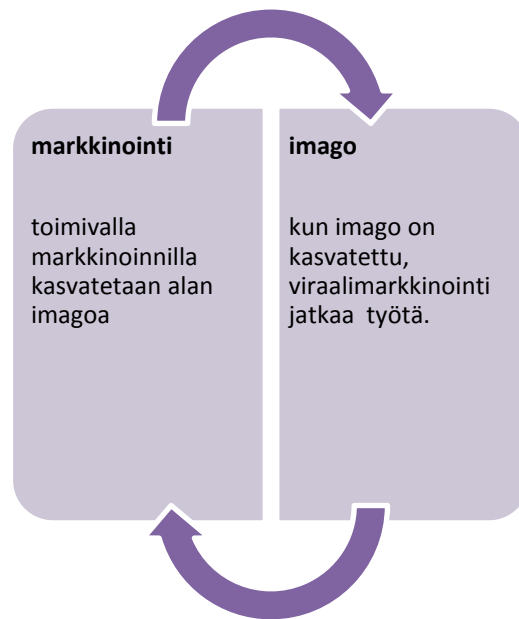 markkinointi
toimivalla
markkinoinnilla
kasvatetaan alan
imagoa
imago
kun imago on
kasvatettu,
viraalimarkkinointi
jatkaa  työtä.